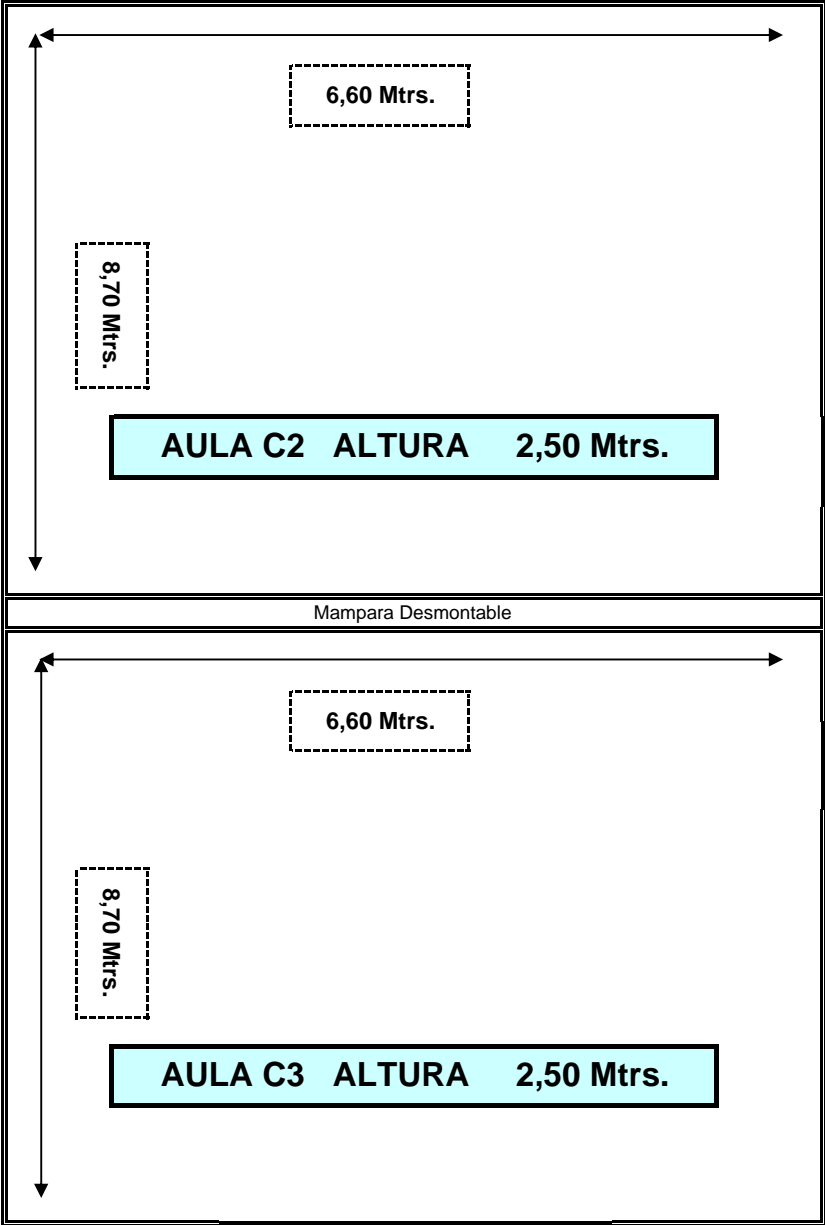 6,60 Mtrs.
8,70 Mtrs.
AULA C2 ALTURA 2,50 Mtrs.
Mampara Desmontable
6,60 Mtrs.
8,70 Mtrs.
AULA C3 ALTURA 2,50 Mtrs.